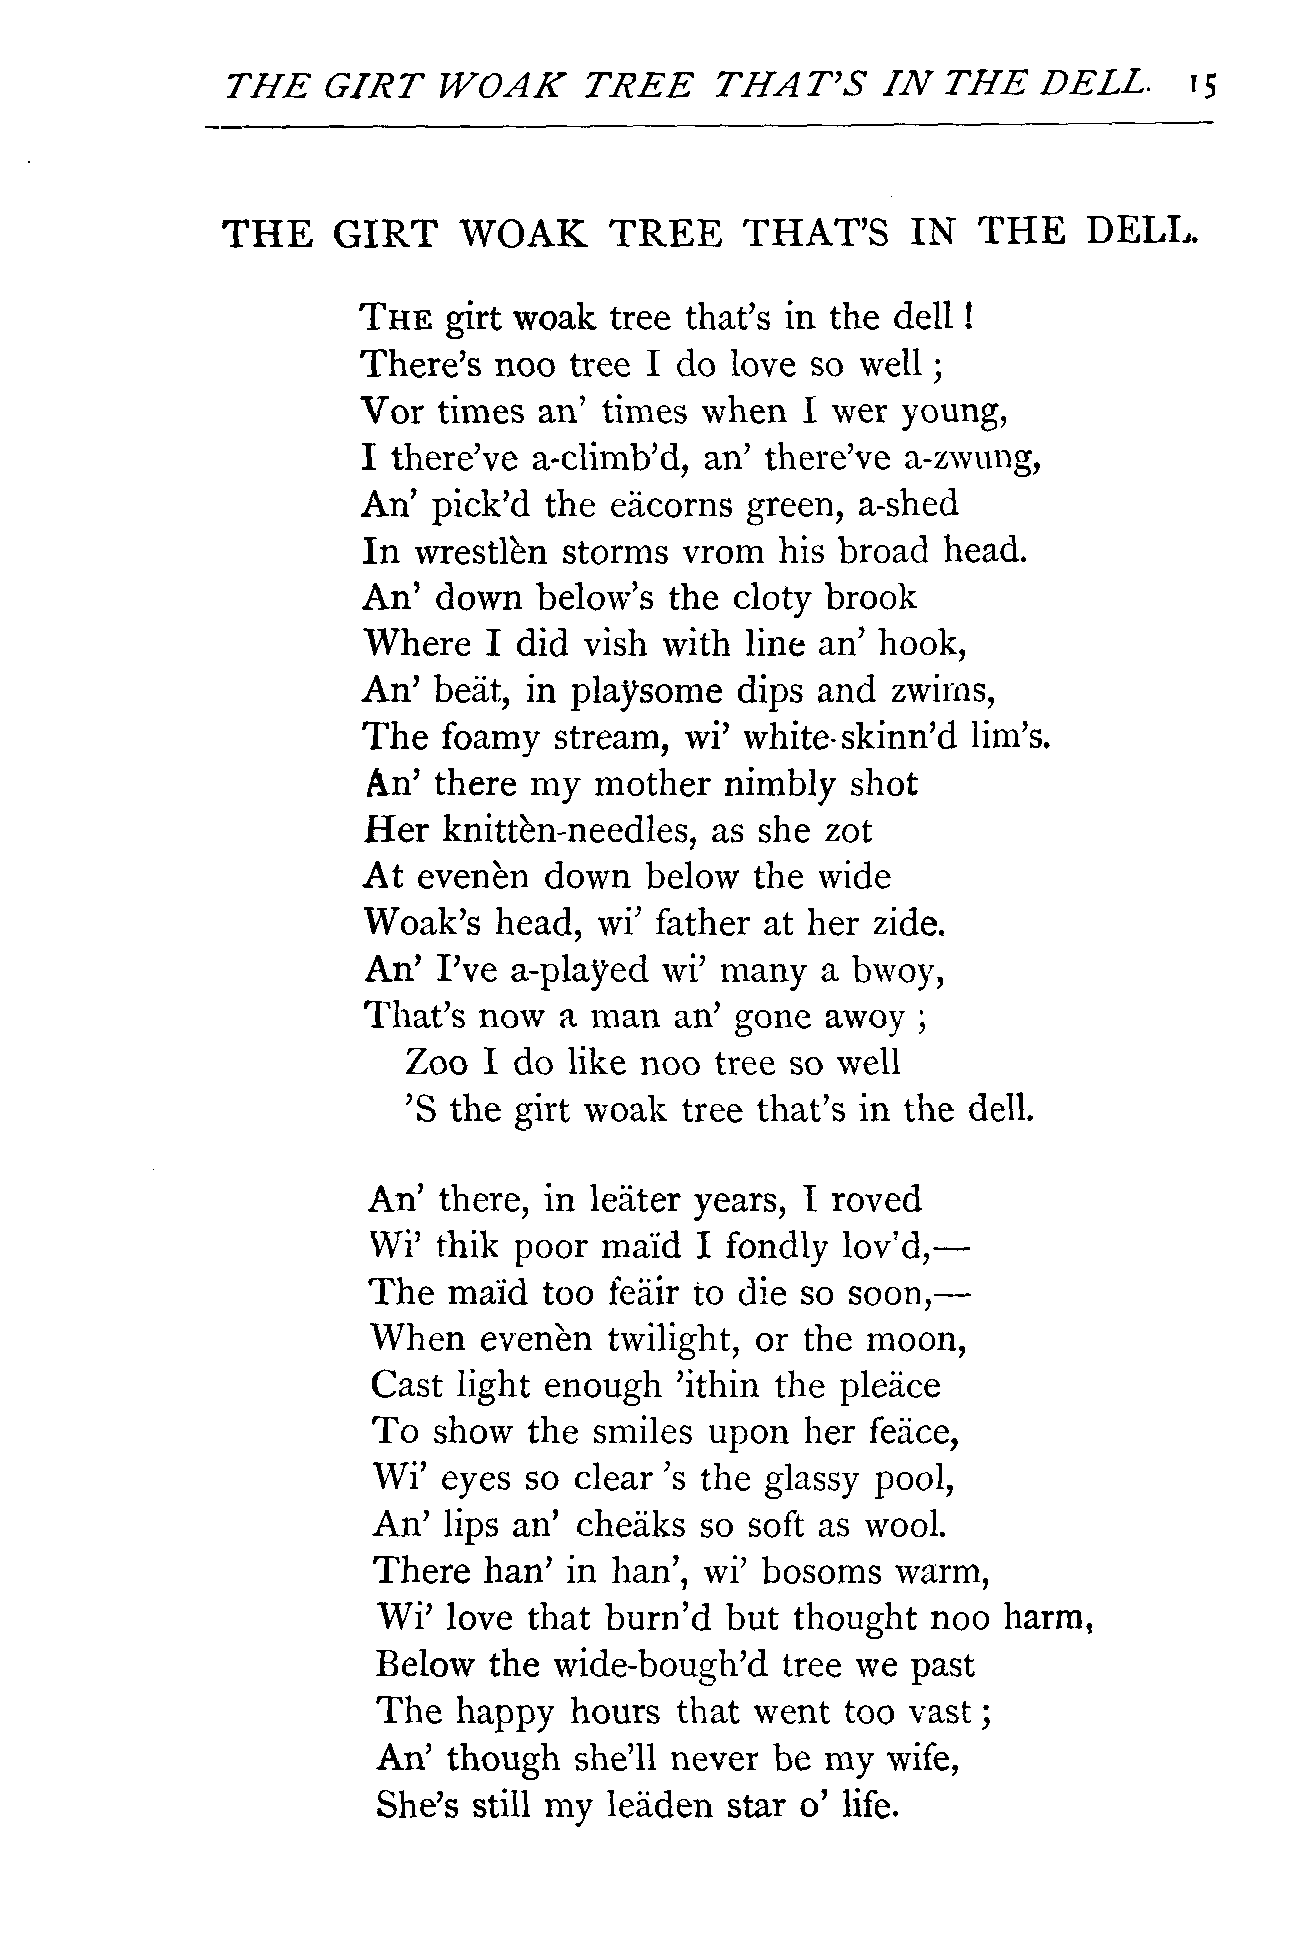 THE GIRT WOAK TREE THAT'S IN THE DELL. 15
THE GIRT WOAK TREE THAT'S IN THE DELL.
THE girt woak tree that's in the dell !
There's noo tree I do love so well ;
Vor times an' times when I wer young,
I there've a-climb'd, an' there've a-zwung,
An' pick'd the eäcorns green, a-shed
In wrestlèn storms vrom his broad head.
An' down below's the cloty brook
Where I did vish with line an' hook,
An' beät, in plaÿsome dips and zwims,
The foamy stream, wi' white-skinn'd lim's.
An' there my mother nimbly shot
Her knittèn-needles, as she zot
At evenèn down below the wide
Woak's head, wi' father at her zide.
An' I've a-plaÿed wi' many a bwoy,
That's now a man an' gone awoy ;
Zoo I do like noo tree so well
'S the girt woak tree that's in the dell.
An' there, in leäter years, I roved
Wi' thik poor maïd I fondly lov'd,—
The maïd too feäir to die so soon,—
When evenèn twilight, or the moon,
Cast light enough 'ithin the pleäce
To show the smiles upon her feäce,
Wi' eyes so clear 's the glassy pool,
An' lips an' cheäks so soft as wool.
There han' in han', wi' bosoms warm,
Wi' love that burn'd but thought noo harm,
Below the wide-bough'd tree we past
The happy hours that went too vast ;
An' though she'll never be my wife,
She's still my leäden star o' life.